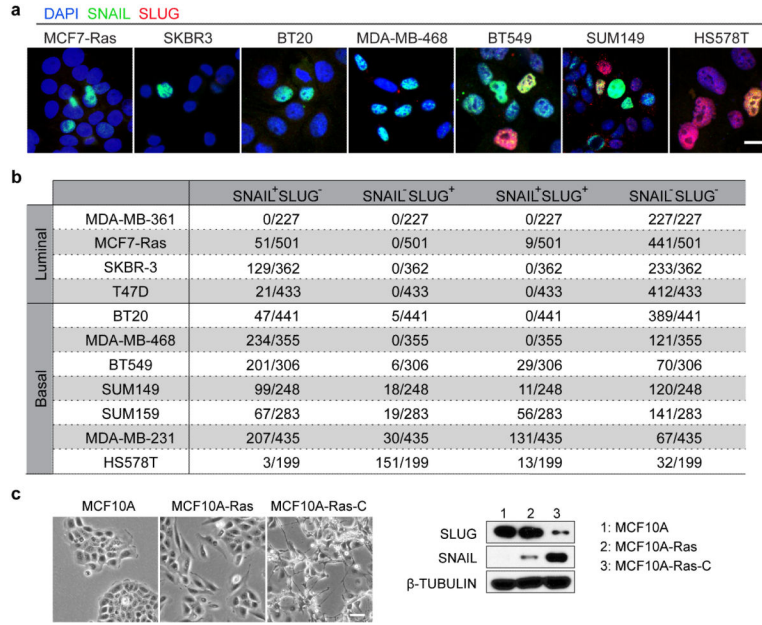 a
DAPI SNAIL SLUG
MCF7-Ras SKBR3 BT20 MDA-MB-468 BT549 SUM149 HS578T
b
SNAIL+SLUG- SNAIL-SLUG+ SNAIL+SLUG+ SNAIL-SLUG-
Luminal
MDA-MB-361 0/227 0/227 0/227 227/227
MCF7-Ras 51/501 0/501 9/501 441/501
SKBR-3 129/362 0/362 0/362 233/362
T47D 21/433 0/433 0/433 412/433
Basal
BT20 47/441 5/441 0/441 389/441
MDA-MB-468 234/355 0/355 0/355 121/355
BT549 201/306 6/306 29/306 70/306
SUM149 99/248 18/248 11/248 120/248
SUM159 67/283 19/283 56/283 141/283
MDA-MB-231 207/435 30/435 131/435 67/435
HS578T 3/199 151/199 13/199 32/199
c
MCF10A MCF10A-Ras MCF10A-Ras-C
1 2 3
SLUG
SNAIL
β-TUBULIN
1: MCF10A
2: MCF10A-Ras
3: MCF10A-Ras-C